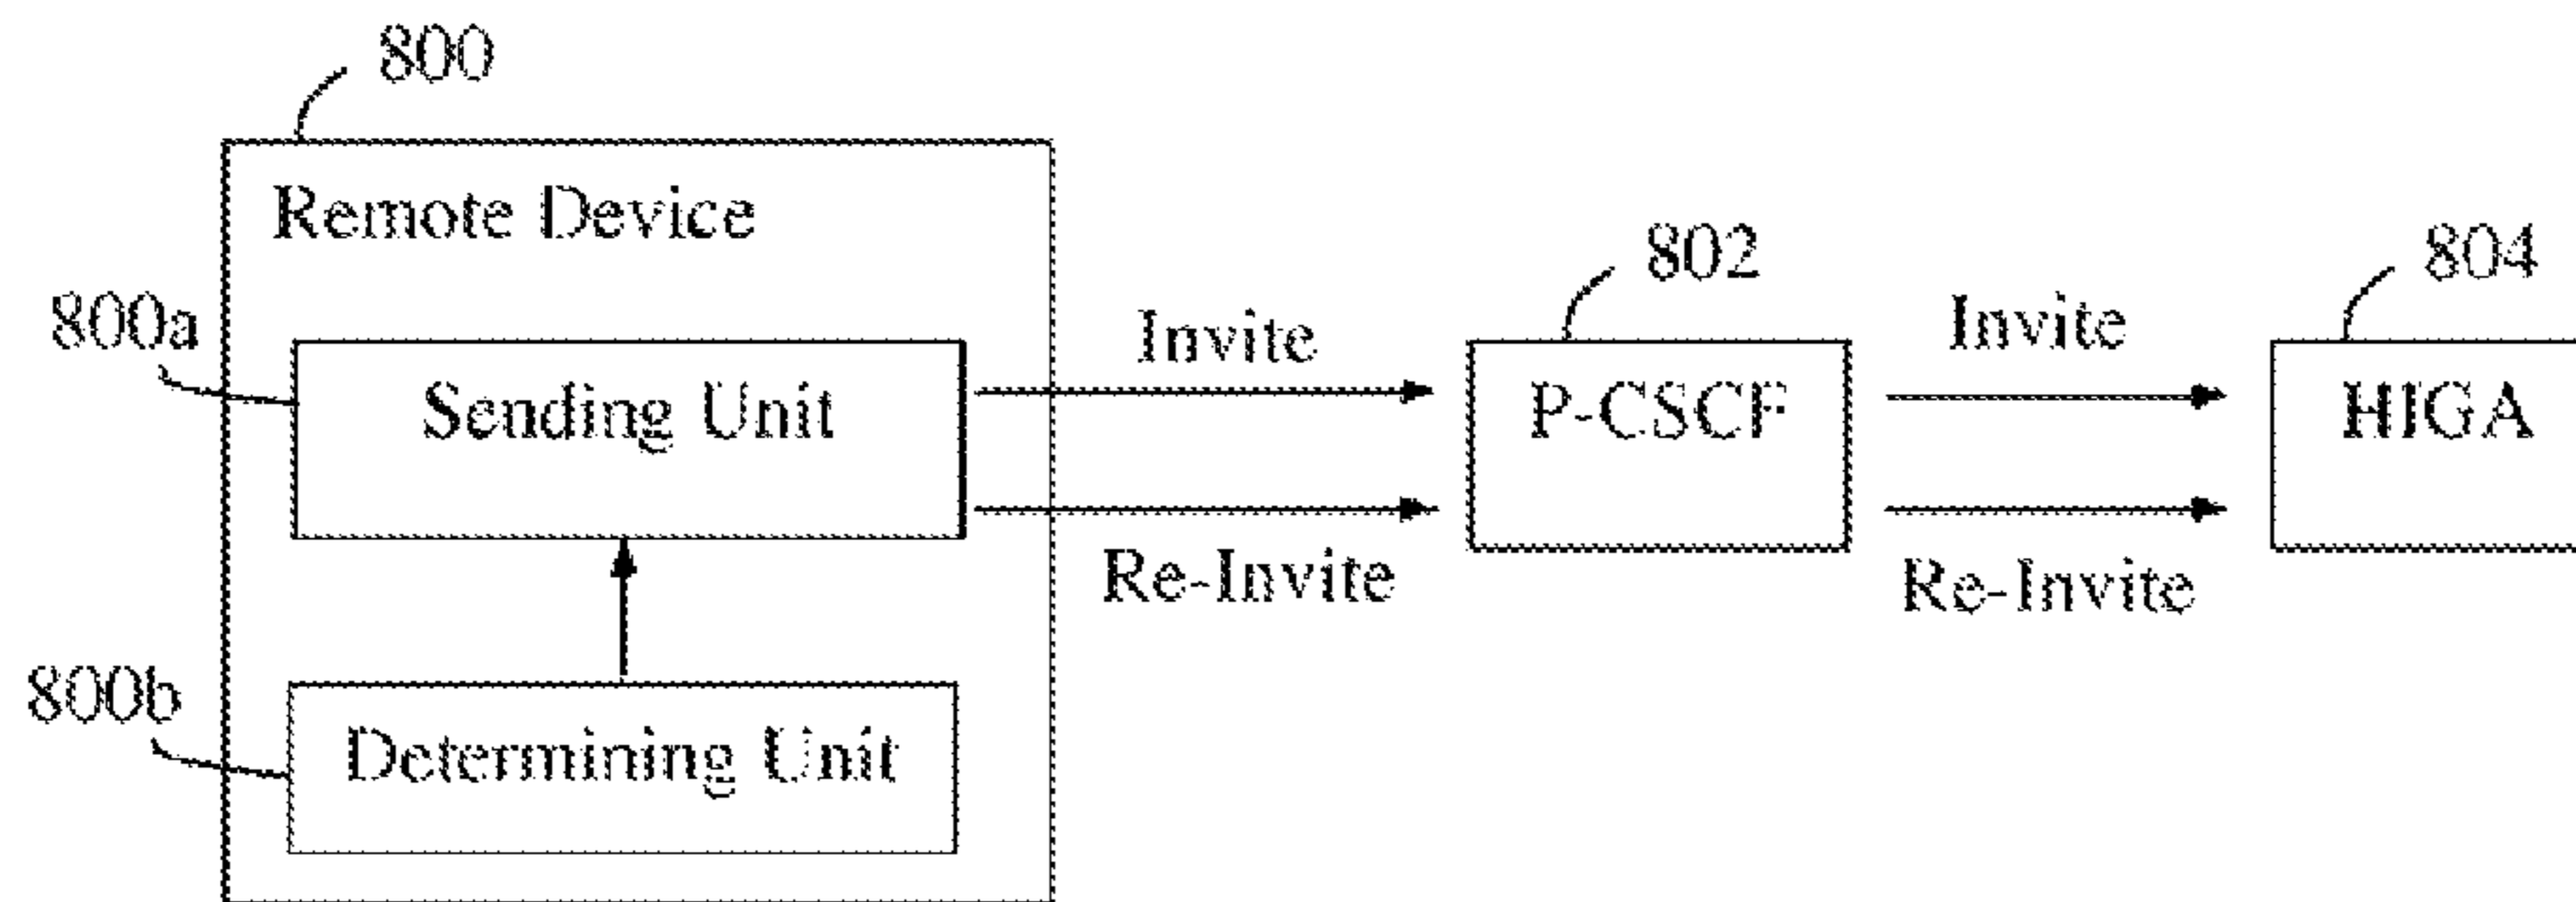 800
Remote Device
802
804
800a
Invite
Invite
Sending Unit
P-CSCF
HIGA
Re-Invite
Re-Invite
800b
Determining Unit